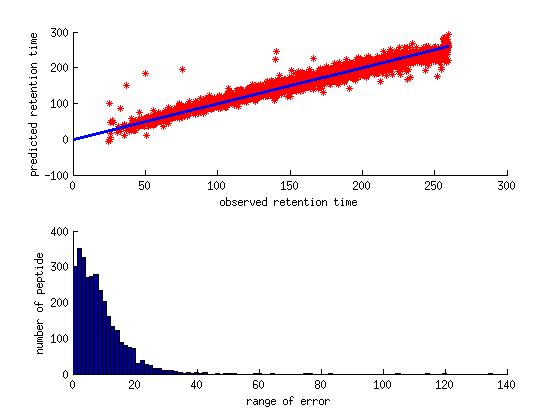 predicted retention time
300
200
100
0
-100
0 50 100 150 200 250 300
observed retention time
number of peptide
400
300
200
100
0
0 20 40 60 80 100 120 140
range of error